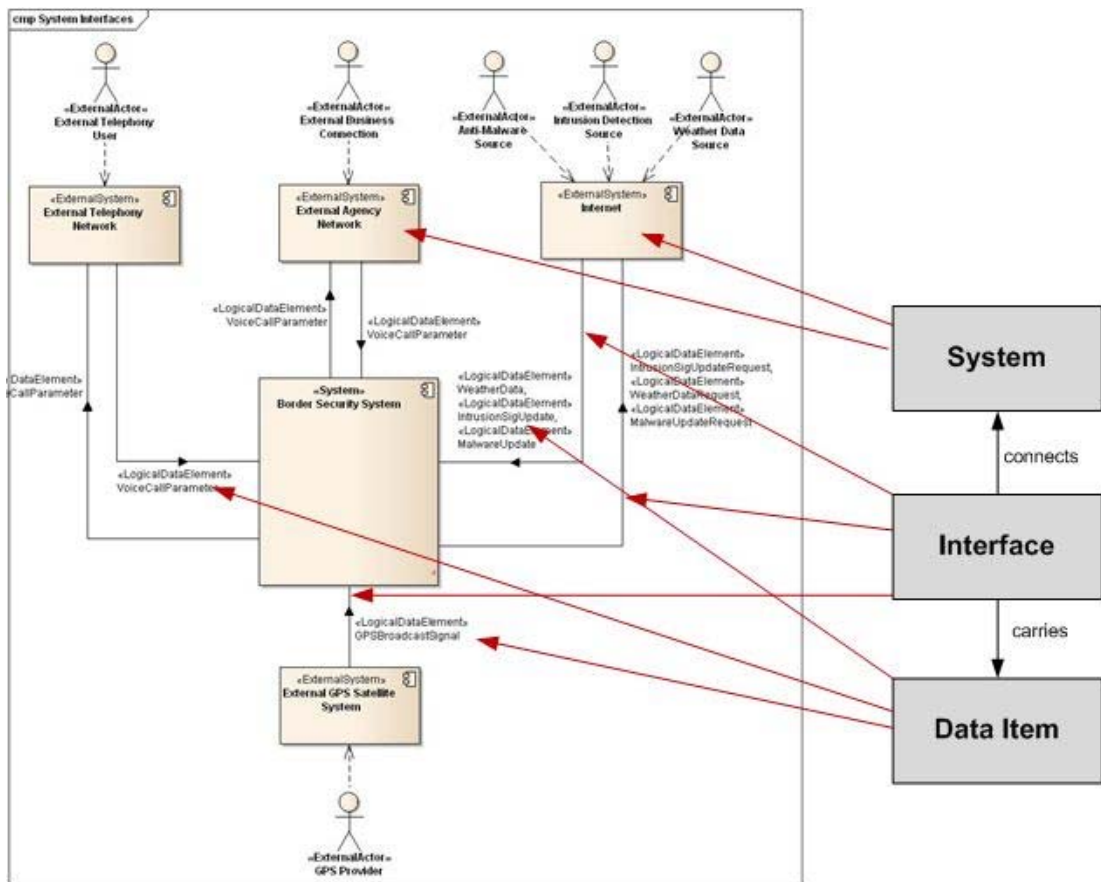 cmp System Interfaces
«ExternalActor»
External Telephony
User
«ExternalActor»
External Business
Connection
«ExternalActor»
Anti-Malware
Source
«ExternalActor»
Intrusion Detection
Source
«ExternalActor»
Weather Data
Source
«ExternalSystem»
External Telephony
Network
«ExternalSystem»
External Agency
Network
«ExternalSystem»
Internet
«LogicalDataElement»
VoiceCallParameter
«LogicalDataElement»
VoiceCallParameter
DataElement»
CallParameter
«System»
Border Security System
«LogicalDataElement»
WeatherData,
«LogicalDataElement»
IntrusionSigUpdate,
«LogicalDataElement»
MalwareUpdate
«LogicalDataElement»
IntrusionSigUpdateRequest,
«LogicalDataElement»
WeatherDataRequest,
«LogicalDataElement»
MalwareUpdateRequest
«LogicalDataElement»
VoiceCallParameter
«LogicalDataElement»
GPSBroadcastSignal
«ExternalSystem»
External GPS Satellite
System
«ExternalActor»
GPS Provider
System
connects
Interface
carries
Data Item